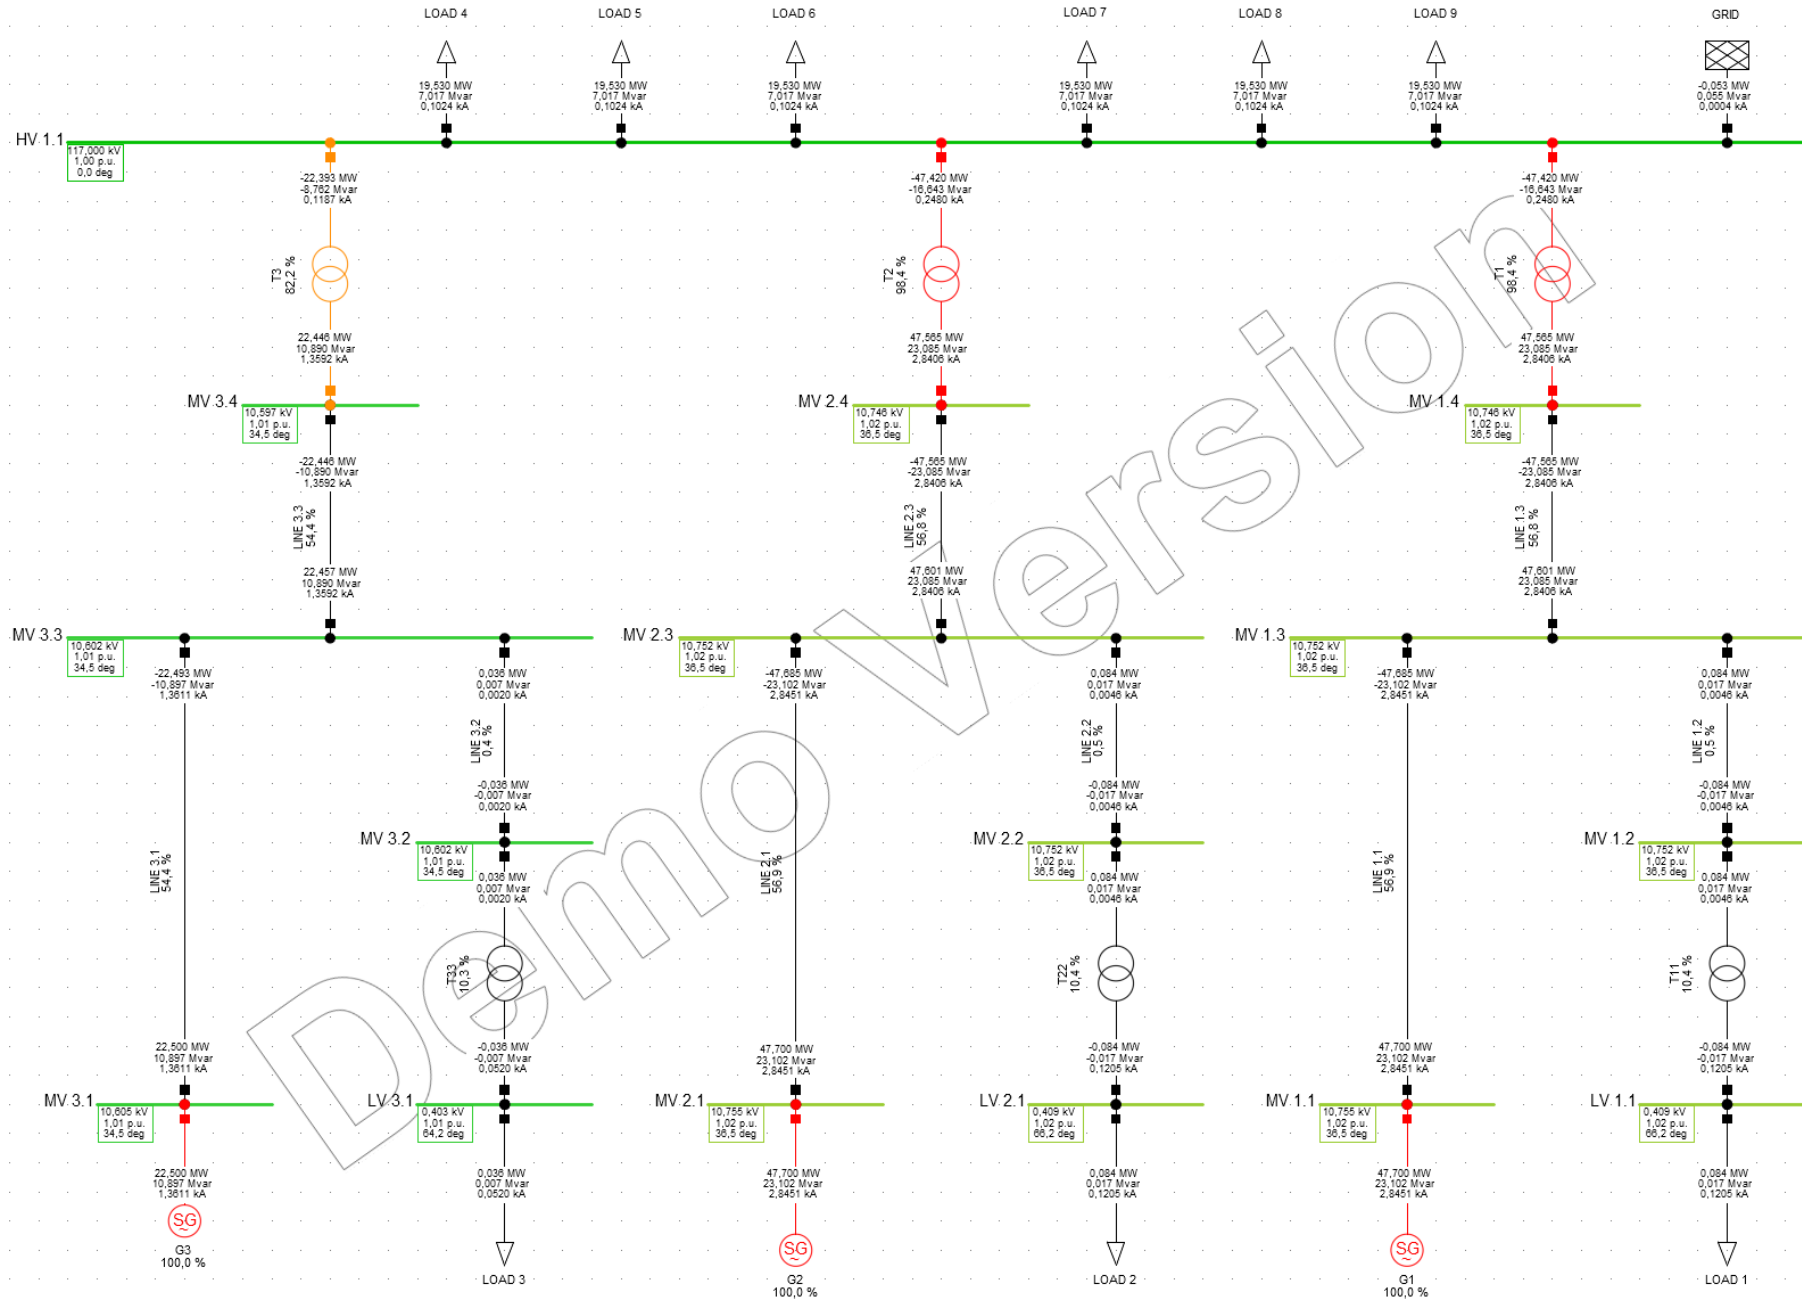 LOAD 4
LOAD 5
LOAD 6
LOAD 7
LOAD 8
LOAD 9
GRID
19,530 MW
7,017 Mvar
0,1024 kA
19,530 MW
7,017 Mvar
0,1024 kA
19,530 MW
7,017 Mvar
0,1024 kA
19,530 MW
7,017 Mvar
0,1024 kA
19,530 MW
7,017 Mvar
0,1024 kA
19,530 MW
7,017 Mvar
0,1024 kA
-0,053 MW
0,055 Mvar
0,0004 kA
HV 1.1
117,000 kV
1,00 p.u.
0,0 deg
-22,393 MW
-8,762 Mvar
0,1187 kA
-47,420 MW
-16,643 Mvar
0,2480 kA
-47,420 MW
-16,643 Mvar
0,2480 kA
T3
82,2 %
T2
98,4 %
T1
98,4 %
22,446 MW
10,890 Mvar
1,3592 kA
47,565 MW
23,085 Mvar
2,8406 kA
47,565 MW
23,085 Mvar
2,8406 kA
MV 3.4
10,597 kV
1,01 p.u.
34,5 deg
MV 2.4
10,746 kV
1,02 p.u.
36,5 deg
MV 1.4
10,746 kV
1,02 p.u.
36,5 deg
-22,446 MW
-10,890 Mvar
1,3592 kA
-47,565 MW
-23,085 Mvar
2,8406 kA
-47,565 MW
-23,085 Mvar
2,8406 kA
LINE 3.3
54,4 %
LINE 2.3
56,8 %
LINE 1.3
56,8 %
22,457 MW
10,890 Mvar
1,3592 kA
47,601 MW
23,085 Mvar
2,8406 kA
47,601 MW
23,085 Mvar
2,8406 kA
MV 3.3
10,602 kV
1,01 p.u.
34,5 deg
MV 2.3
10,752 kV
1,02 p.u.
36,5 deg
MV 1.3
10,752 kV
1,02 p.u.
36,5 deg
-22,493 MW
-10,897 Mvar
1,3611 kA
0,036 MW
0,007 Mvar
0,0020 kA
-47,685 MW
-23,102 Mvar
2,8451 kA
0,084 MW
0,017 Mvar
0,0046 kA
-47,685 MW
-23,102 Mvar
2,8451 kA
0,084 MW
0,017 Mvar
0,0046 kA
LINE 3.2
0,4 %
LINE 2.2
0,5 %
LINE 1.2
0,5 %
-0,036 MW
-0,007 Mvar
0,0020 kA
-0,084 MW
-0,017 Mvar
0,0046 kA
-0,084 MW
-0,017 Mvar
0,0046 kA
MV 3.2
10,602 kV
1,01 p.u.
34,5 deg
MV 2.2
10,752 kV
1,02 p.u.
36,5 deg
MV 1.2
10,752 kV
1,02 p.u.
36,5 deg
LINE 3.1
54,4 %
LINE 2.1
56,9 %
LINE 1.1
56,9 %
0,036 MW
0,007 Mvar
0,0020 kA
0,084 MW
0,017 Mvar
0,0046 kA
0,084 MW
0,017 Mvar
0,0046 kA
T33
10,3 %
T22
10,4 %
T11
10,4 %
22,500 MW
10,897 Mvar
1,3611 kA
-0,036 MW
-0,007 Mvar
0,0520 kA
47,700 MW
23,102 Mvar
2,8451 kA
-0,084 MW
-0,017 Mvar
0,1205 kA
47,700 MW
23,102 Mvar
2,8451 kA
-0,084 MW
-0,017 Mvar
0,1205 kA
MV 3.1
10,605 kV
1,01 p.u.
34,5 deg
LV 3.1
0,403 kV
1,01 p.u.
64,2 deg
MV 2.1
10,755 kV
1,02 p.u.
36,5 deg
LV 2.1
0,409 kV
1,02 p.u.
66,2 deg
MV 1.1
10,755 kV
1,02 p.u.
36,5 deg
LV 1.1
0,409 kV
1,02 p.u.
66,2 deg
22,500 MW
10,897 Mvar
1,3611 kA
0,036 MW
0,007 Mvar
0,0520 kA
47,700 MW
23,102 Mvar
2,8451 kA
0,084 MW
0,017 Mvar
0,1205 kA
47,700 MW
23,102 Mvar
2,8451 kA
0,084 MW
0,017 Mvar
0,1205 kA
SG
~
G3
100,0 %
LOAD 3
SG
~
G2
100,0 %
LOAD 2
SG
~
G1
100,0 %
LOAD 1
Demo version